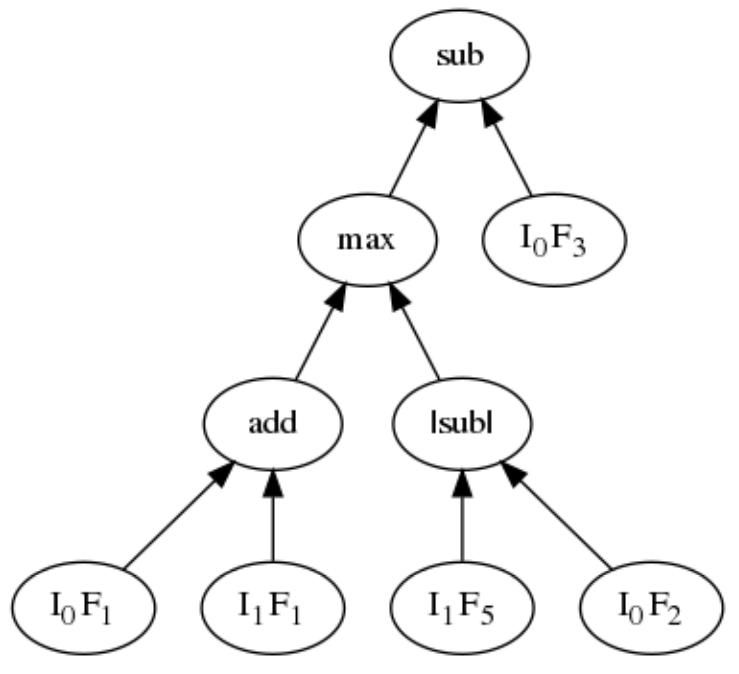 sub
max
I₀F₃
add
|sub|
I₀F₁
I₁F₁
I₁F₅
I₀F₂